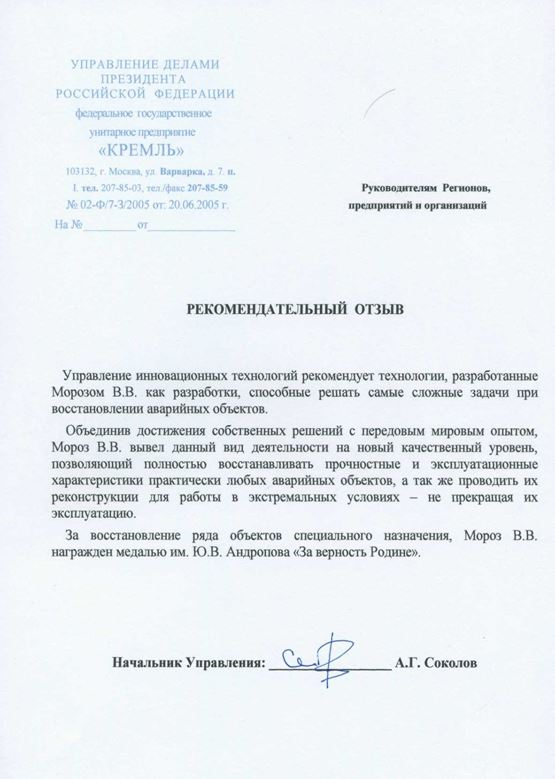 УПРАВЛЕНИЕ ДЕЛАМИ
ПРЕЗИДЕНТА
РОССИЙСКОЙ ФЕДЕРАЦИИ
федеральное государственное
унитарное предприятие
«КРЕМЛЬ»
103132, г. Москва, ул. Варварка, д. 7. п.
I. тел. 207-85-03, тел./факс 207-85-59
№ 02-Ф/7-3/2005 от: 20.06.2005 г.
На №_________ от_______________
Руководителям Регионов,
предприятий и организаций
РЕКОМЕНДАТЕЛЬНЫЙ ОТЗЫВ
Управление инновационных технологий рекомендует технологии, разработанные
Морозом В.В. как разработки, способные решать самые сложные задачи при
восстановлении аварийных объектов.
Объединив достижения собственных решений с передовым мировым опытом,
Мороз В.В. вывел данный вид деятельности на новый качественный уровень,
позволяющий полностью восстанавливать прочностные и эксплуатационные
характеристики практически любых аварийных объектов, а так же проводить их
реконструкции для работы в экстремальных условиях – не прекращая их
эксплуатацию.
За восстановление ряда объектов специального назначения, Мороз В.В.
награжден медалью им. Ю.В. Андропова «За верность Родине».
Начальник Управления: __________________ А.Г. Соколов